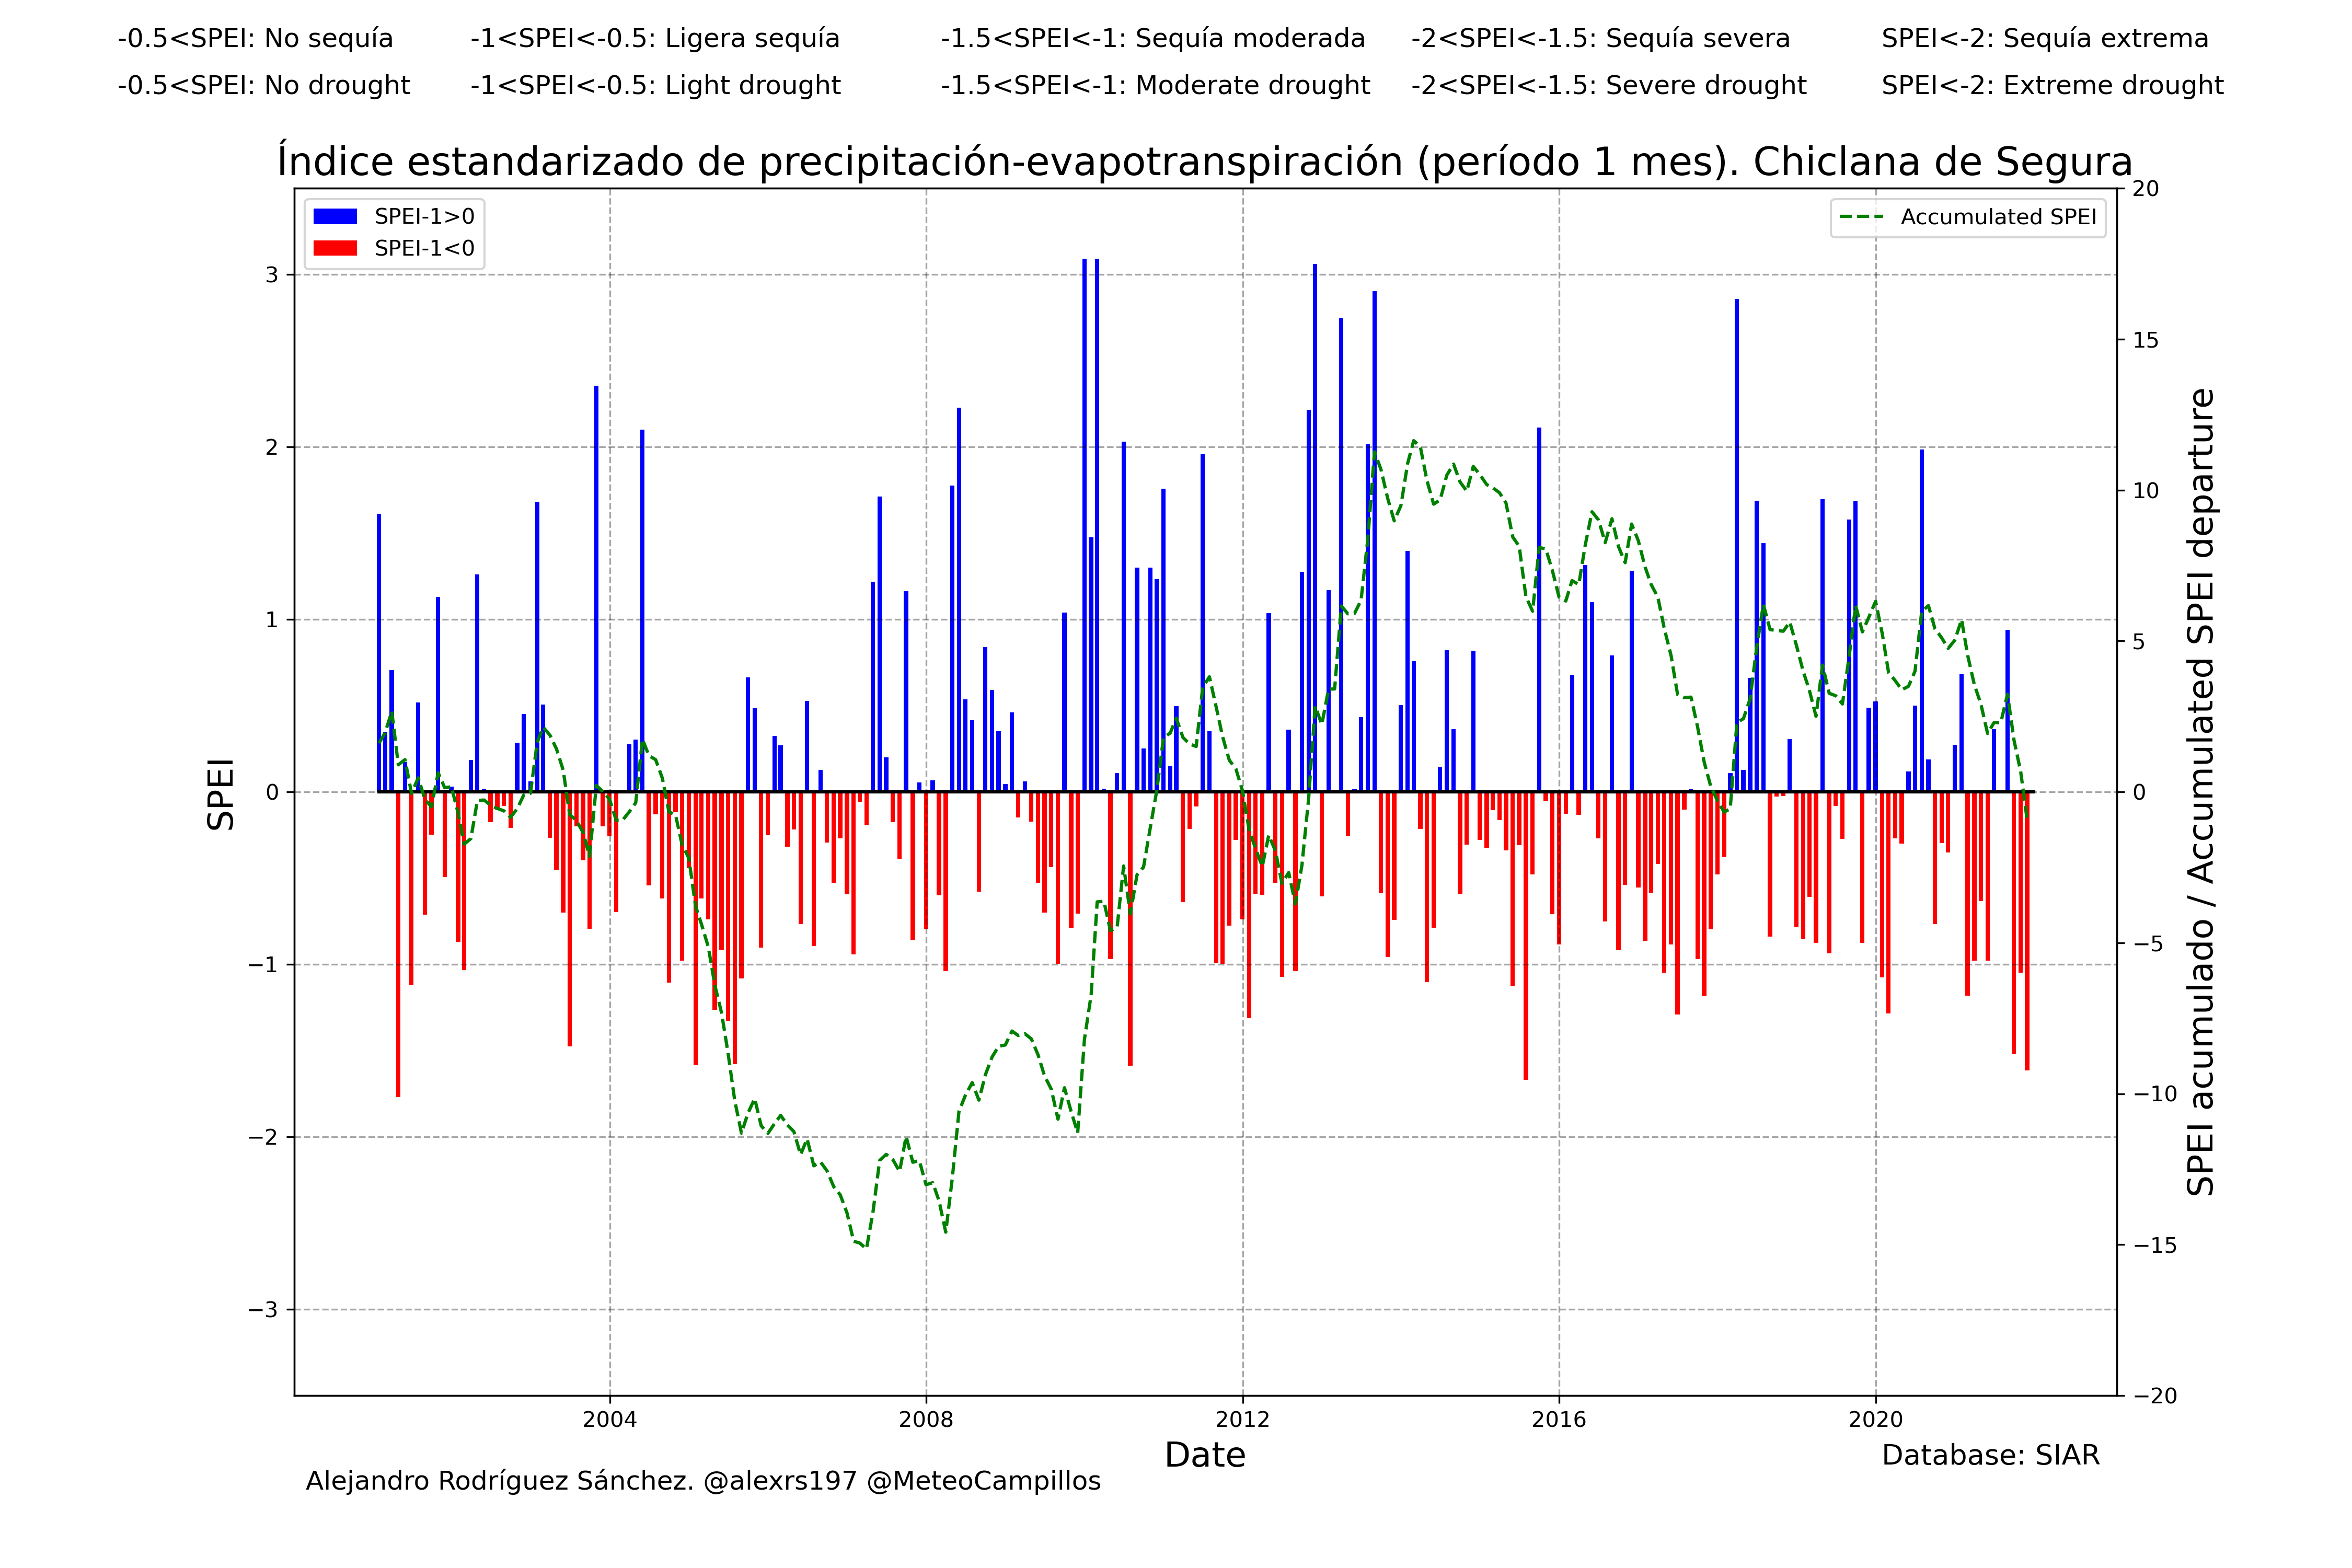 -0.5<SPEI: No sequía -1<SPEI<-0.5: Ligera sequía -1.5<SPEI<-1: Sequía moderada -2<SPEI<-1.5: Sequía severa SPEI<-2: Sequía extrema
-0.5<SPEI: No drought -1<SPEI<-0.5: Light drought -1.5<SPEI<-1: Moderate drought -2<SPEI<-1.5: Severe drought SPEI<-2: Extreme drought
Índice estandarizado de precipitación-evapotranspiración (período 1 mes). Chiclana de Segura
SPEI-1>0
SPEI-1<0
Accumulated SPEI
SPEI
3
2
1
0
−1
−2
−3
20
15
10
5
0
−5
−10
−15
−20
SPEI acumulado / Accumulated SPEI departure
2004 2008 2012 2016 2020
Date
Database: SIAR
Alejandro Rodríguez Sánchez. @alexrs197 @MeteoCampillos